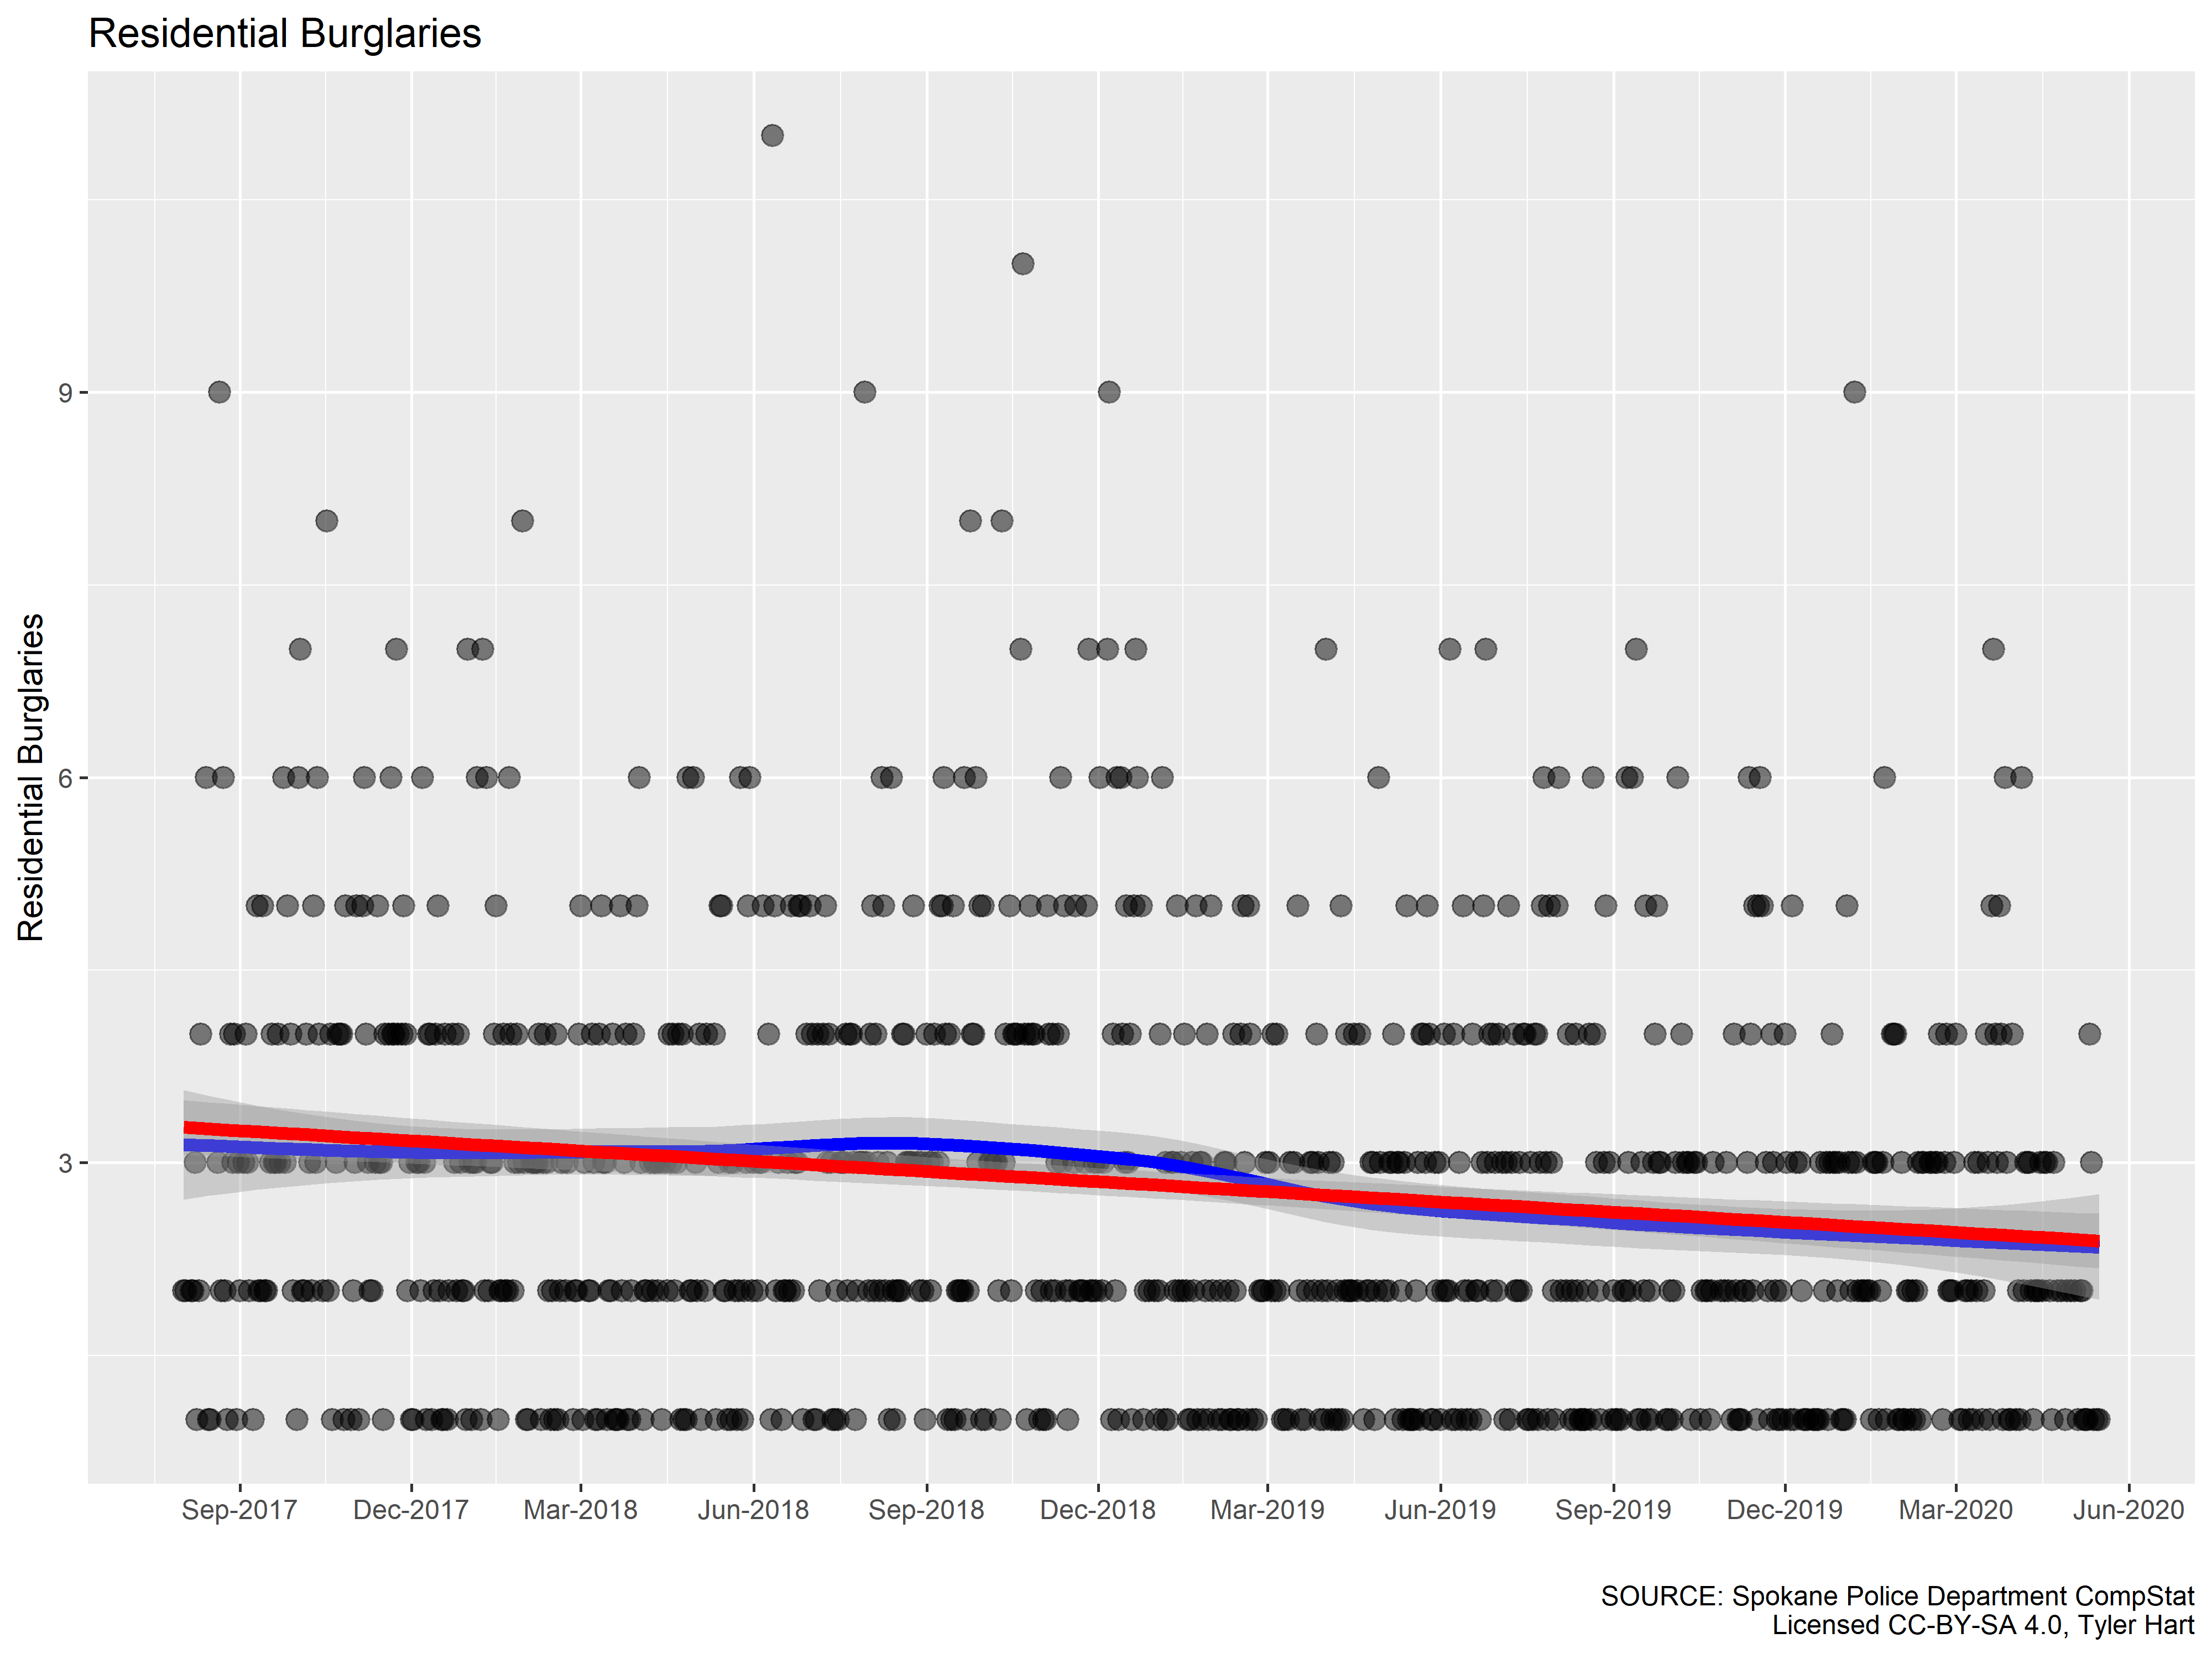 Residential Burglaries
Residential Burglaries
9
6
3
Sep-2017 Dec-2017 Mar-2018 Jun-2018 Sep-2018 Dec-2018 Mar-2019 Jun-2019 Sep-2019 Dec-2019 Mar-2020 Jun-2020
SOURCE: Spokane Police Department CompStat
Licensed CC-BY-SA 4.0, Tyler Hart